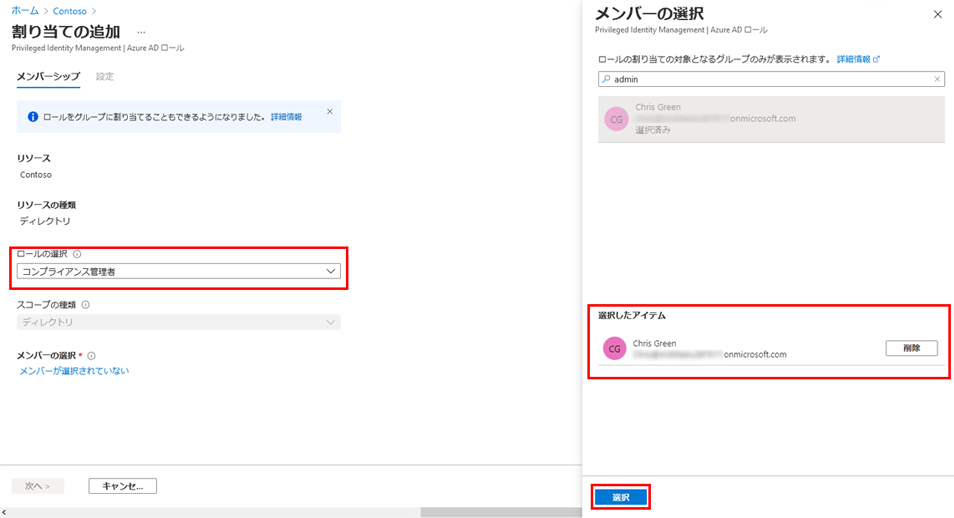 ホーム > Contoso >
割り当ての追加 …
Privileged Identity Management | Azure AD ロール
メンバーシップ 設定
ロールをグループに割り当てることもできるようになりました。 詳細情報
リソース
Contoso
リソースの種類
ディレクトリ
ロールの選択
コンプライアンス管理者
スコープの種類
ディレクトリ
メンバーの選択 *
メンバーが選択されていない
次へ >
キャンセ...
メンバーの選択
Privileged Identity Management | Azure AD ロール
ロールの割り当ての対象となるグループのみが表示されます。 詳細情報
admin
CG
Chris Green
onmicrosoft.com
選択済み
選択したアイテム
CG
Chris Green
onmicrosoft.com
削除
選択